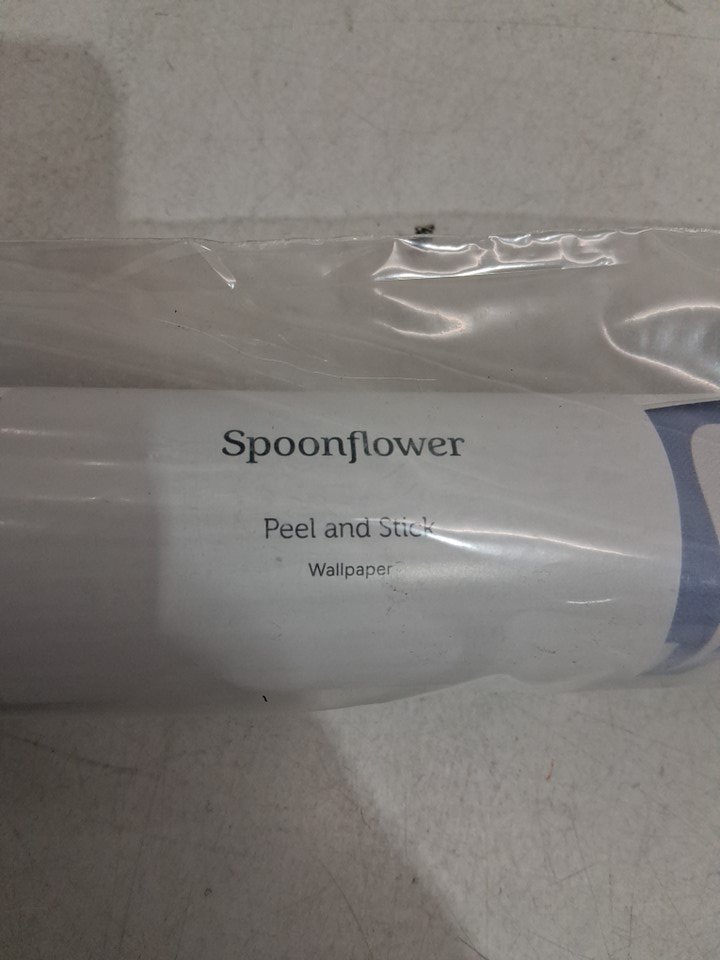 Spoonflower
Peel and Stick
Wallpaper